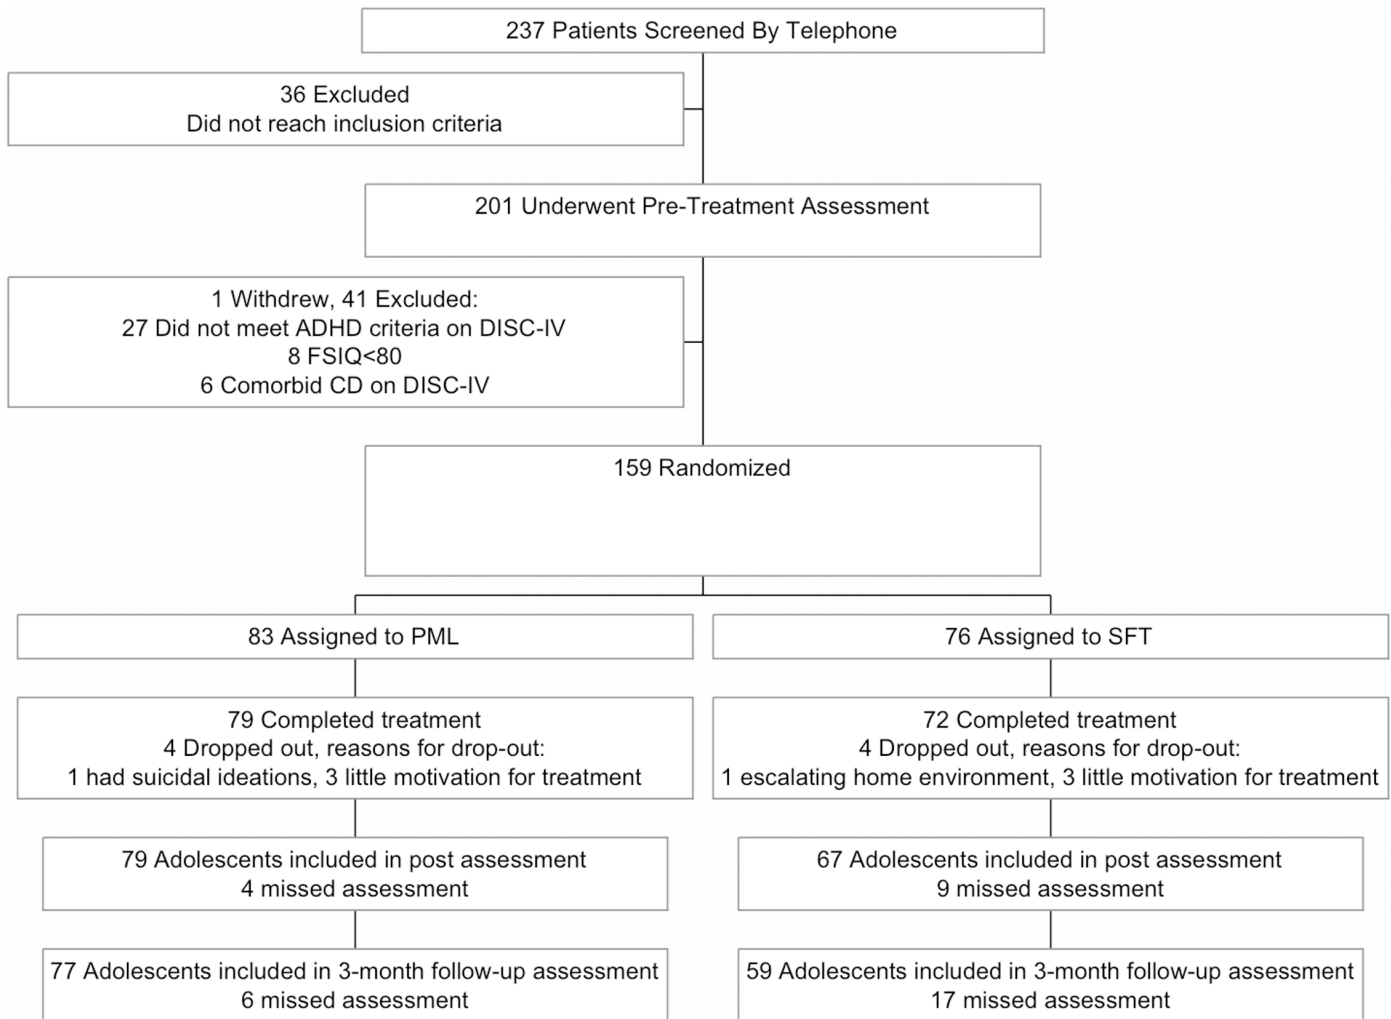 237 Patients Screened By Telephone
36 Excluded
Did not reach inclusion criteria
201 Underwent Pre-Treatment Assessment
1 Withdrew, 41 Excluded:
27 Did not meet ADHD criteria on DISC-IV
8 FSIQ<80
6 Comorbid CD on DISC-IV
159 Randomized
83 Assigned to PML
79 Completed treatment
4 Dropped out, reasons for drop-out:
1 had suicidal ideations, 3 little motivation for treatment
79 Adolescents included in post assessment
4 missed assessment
77 Adolescents included in 3-month follow-up assessment
6 missed assessment
76 Assigned to SFT
72 Completed treatment
4 Dropped out, reasons for drop-out:
1 escalating home environment, 3 little motivation for treatment
67 Adolescents included in post assessment
9 missed assessment
59 Adolescents included in 3-month follow-up assessment
17 missed assessment